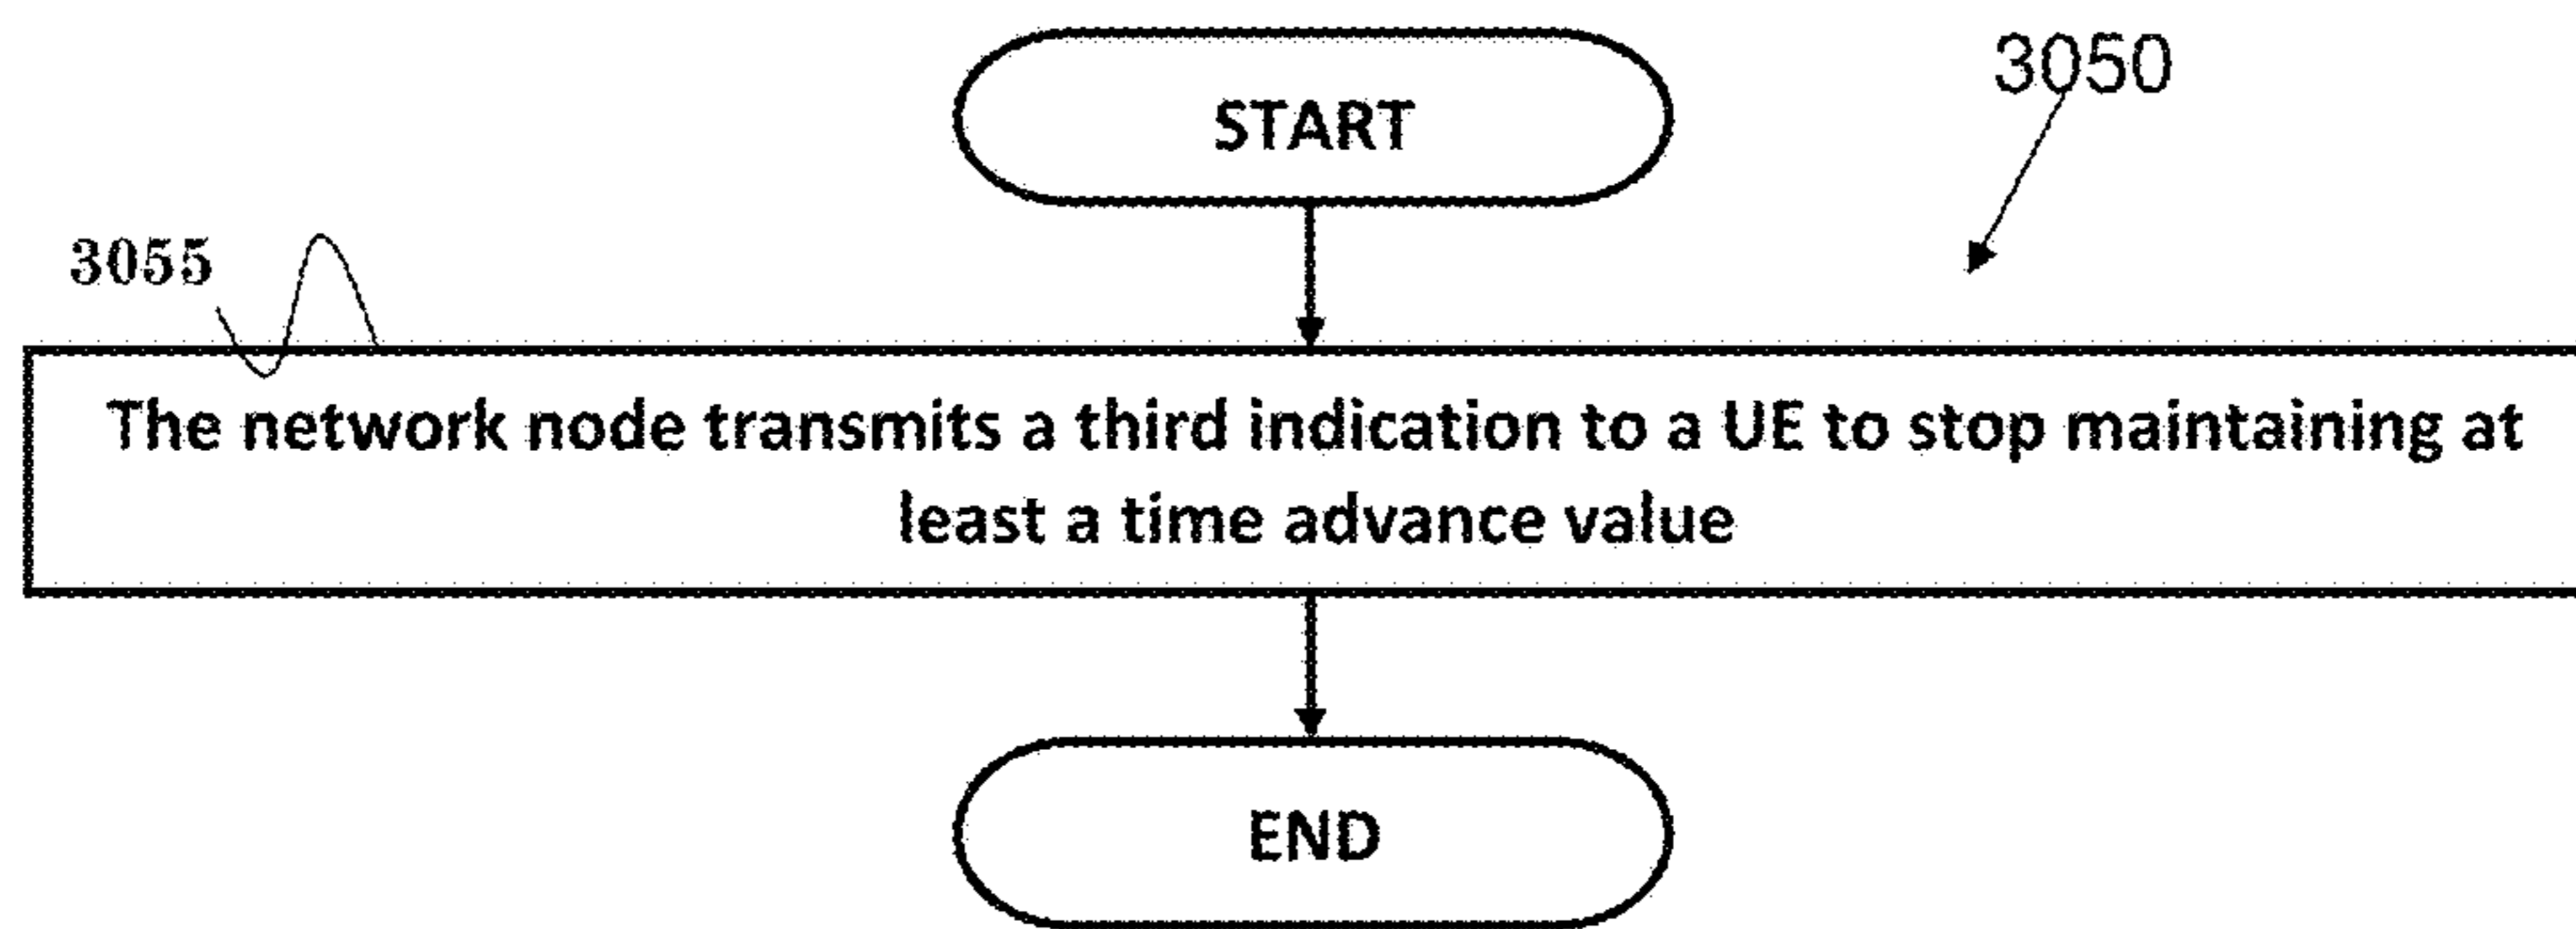 START
3050
3055
The network node transmits a third indication to a UE to stop maintaining at
least a time advance value
END